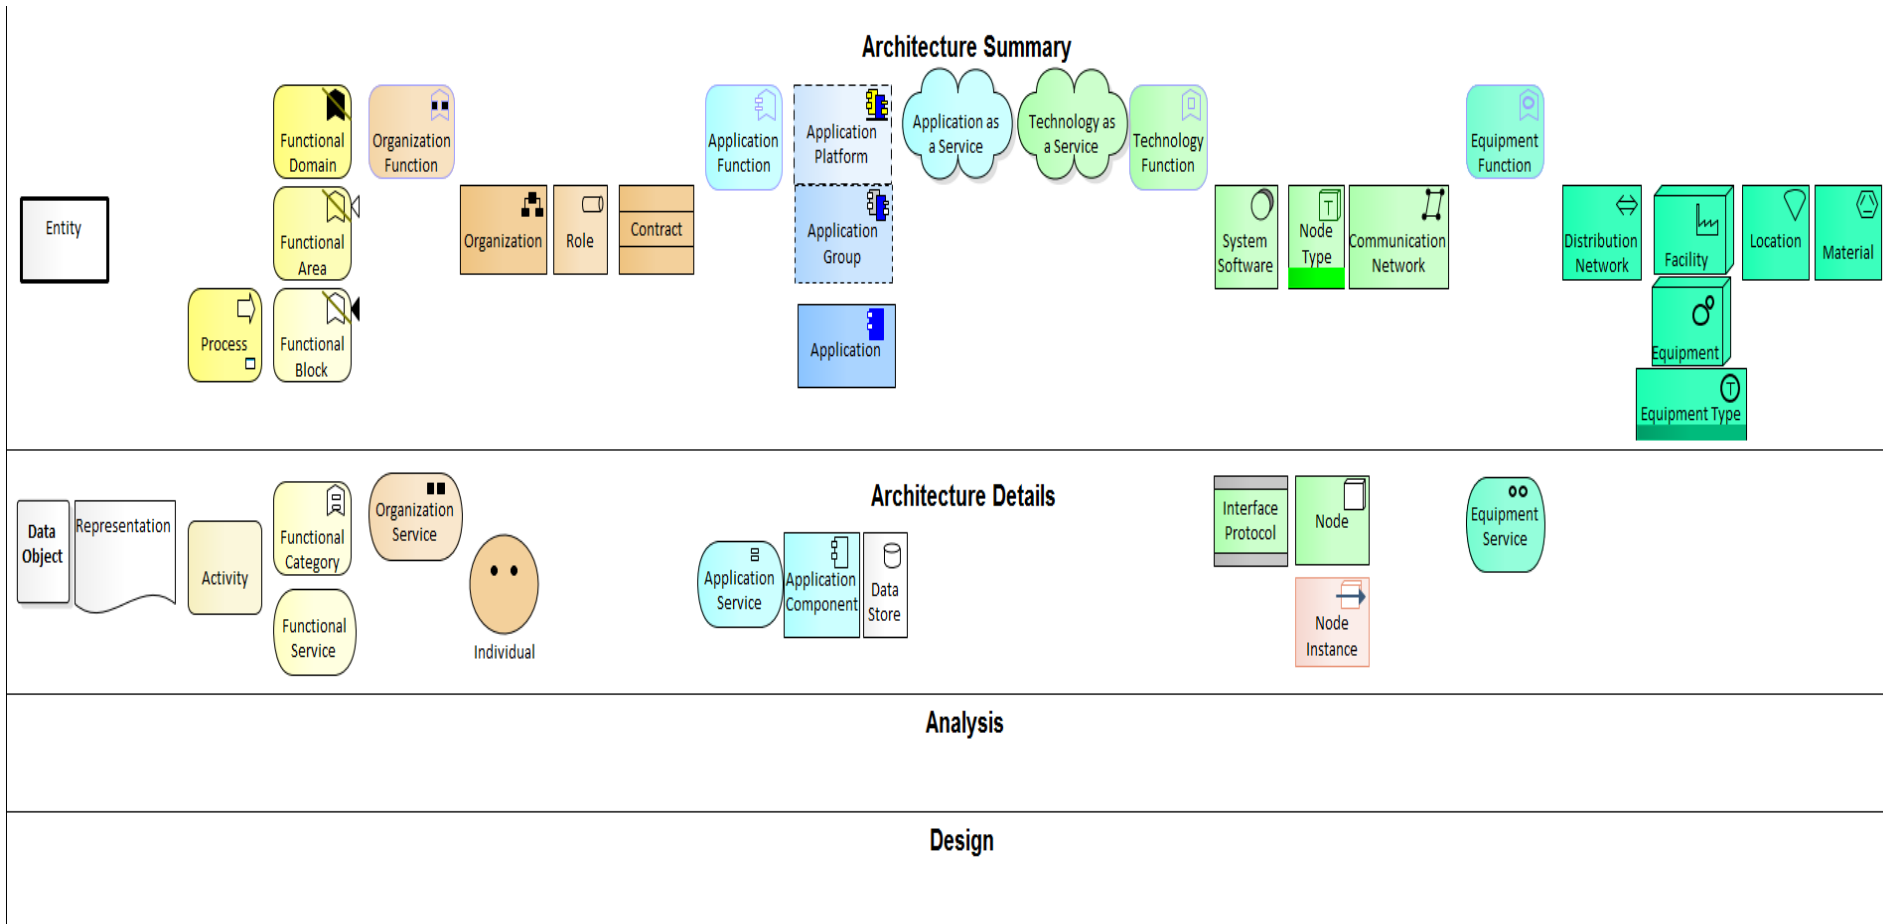 Architecture Summary
Functional
Domain
Organization
Function
Application
Function
Application
Platform
Application as
a Service
Technology as
a Service
Technology
Function
Equipment
Function
Entity
Functional
Area
Organization
Role
Contract
Application
Group
System
Software
T
Node
Type
Communication
Network
Distribution
Network
Facility
Location
Material
Process
Functional
Block
Application
Equipment
T
Equipment Type
Architecture Details
Data
Object
Representation
Activity
Functional
Category
Organization
Service
Functional
Service
Individual
Application
Service
Application
Component
Data
Store
Interface
Protocol
Node
Equipment
Service
Node
Instance
Analysis
Design